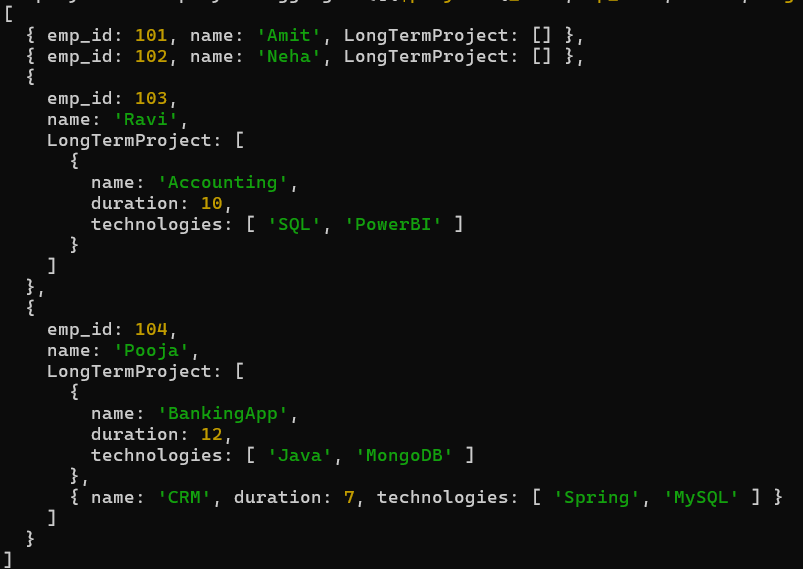 [
  { emp_id: 101, name: 'Amit', LongTermProject: [] },
  { emp_id: 102, name: 'Neha', LongTermProject: [] },
  {
    emp_id: 103,
    name: 'Ravi',
    LongTermProject: [
      {
        name: 'Accounting',
        duration: 10,
        technologies: [ 'SQL', 'PowerBI' ]
      }
    ]
  },
  {
    emp_id: 104,
    name: 'Pooja',
    LongTermProject: [
      {
        name: 'BankingApp',
        duration: 12,
        technologies: [ 'Java', 'MongoDB' ]
      },
      { name: 'CRM', duration: 7, technologies: [ 'Spring', 'MySQL' ] }
    ]
  }
]